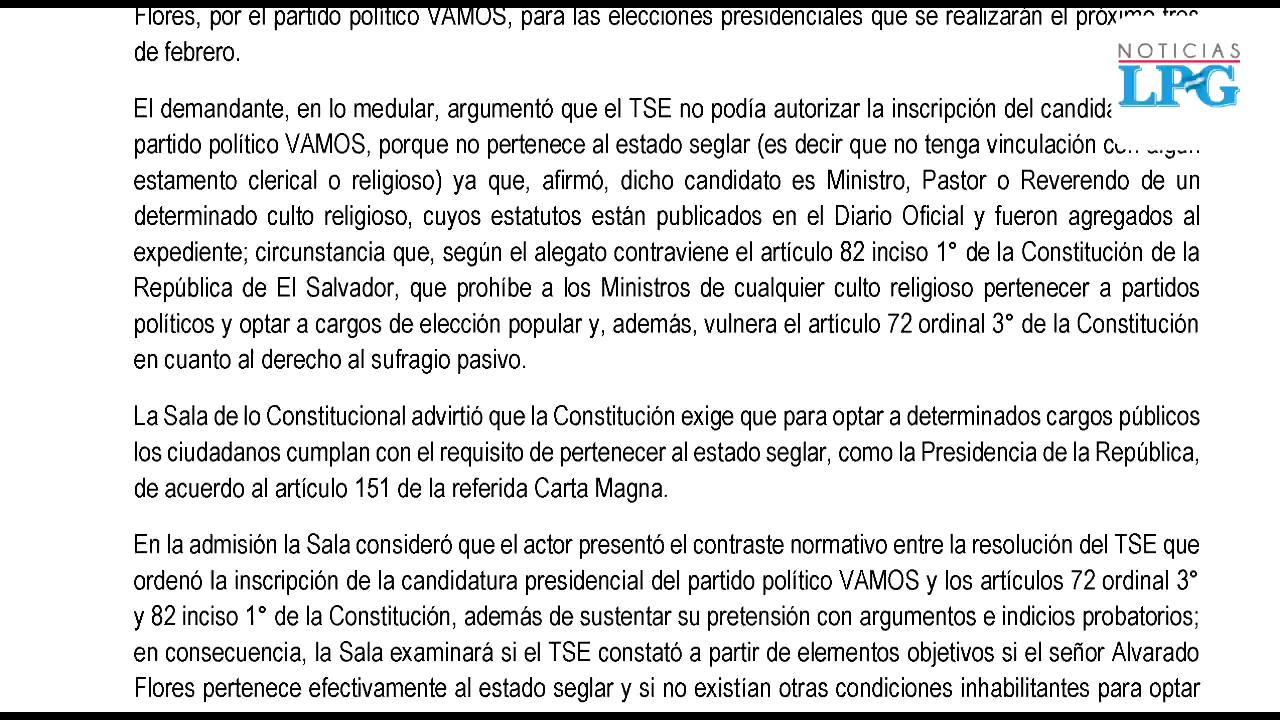 Flores, por el partido político VAMOS, para las elecciones presidenciales que se realizarán el próximo tres
de febrero.
NOTICIAS
LPG
El demandante, en lo medular, argumentó que el TSE no podía autorizar la inscripción del
partido político VAMOS, porque no pertenece al estado seglar (es decir que no tenga vinculación con algún
estamento clerical o religioso) ya que, afirmó, dicho candidato es Ministro, Pastor o Reverendo de un
determinado culto religioso, cuyos estatutos están publicados en el Diario Oficial y fueron agregados al
expediente; circunstancia que, según el alegato contraviene el artículo 82 inciso 1° de la Constitución de la
República de El Salvador, que prohíbe a los Ministros de cualquier culto religioso pertenecer a partidos
políticos y optar a cargos de elección popular y, además, vulnera el artículo 72 ordinal 3° de la Constitución
en cuanto al derecho al sufragio pasivo.
La Sala de lo Constitucional advirtió que la Constitución exige que para optar a determinados cargos públicos
los ciudadanos cumplan con el requisito de pertenecer al estado seglar, como la Presidencia de la República,
de acuerdo al artículo 151 de la referida Carta Magna.
En la admisión la Sala consideró que el actor presentó el contraste normativo entre la resolución del TSE que
ordenó la inscripción de la candidatura presidencial del partido político VAMOS y los artículos 72 ordinal 3°
y 82 inciso 1° de la Constitución, además de sustentar su pretensión con argumentos e indicios probatorios;
en consecuencia, la Sala examinará si el TSE constató a partir de elementos objetivos si el señor Alvarado
Flores pertenece efectivamente al estado seglar y si no existían otras condiciones inhabilitantes para optar